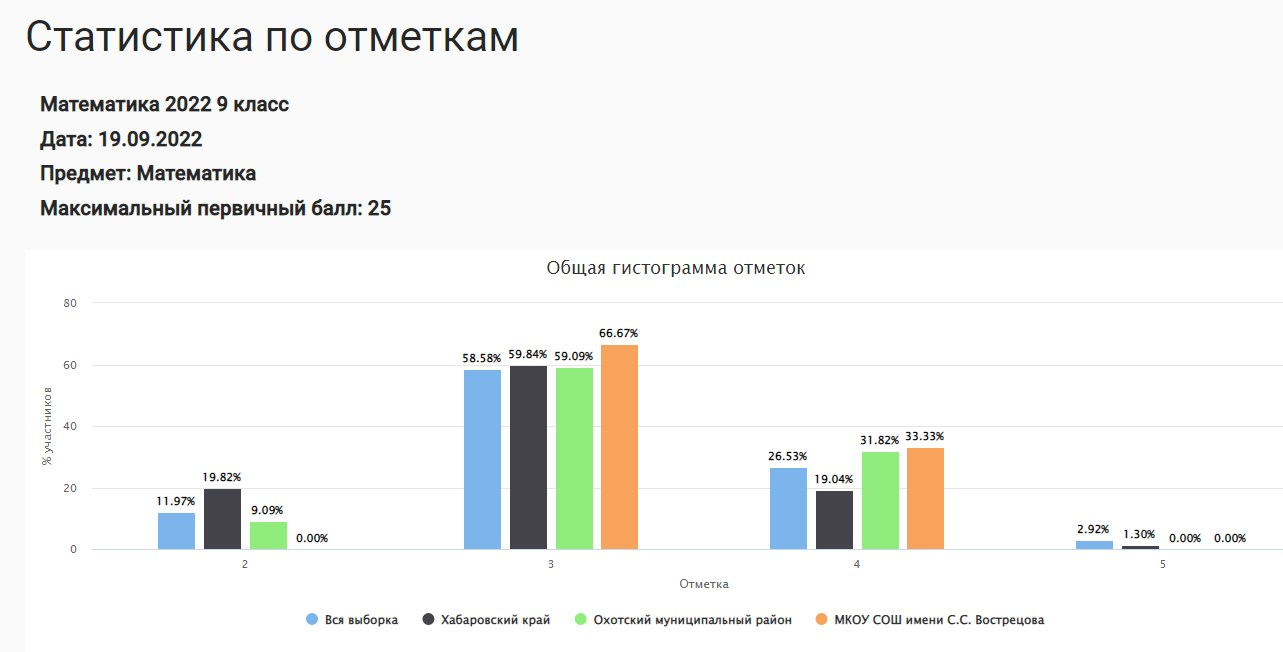 Статистика по отметкам
Математика 2022 9 класс
Дата: 19.09.2022
Предмет: Математика
Максимальный первичный балл: 25
Общая гистограмма отметок
% участников
80
60
40
20
0
11.97% 19.82% 9.09% 0.00%
58.58% 59.84% 59.09% 66.67%
26.53% 19.04% 31.82% 33.33%
2.92% 1.30% 0.00% 0.00%
2 3 4 5
Отметка
Вся выборка Хабаровский край Охотский муниципальный район МКОУ СОШ имени С.С. Вострецова